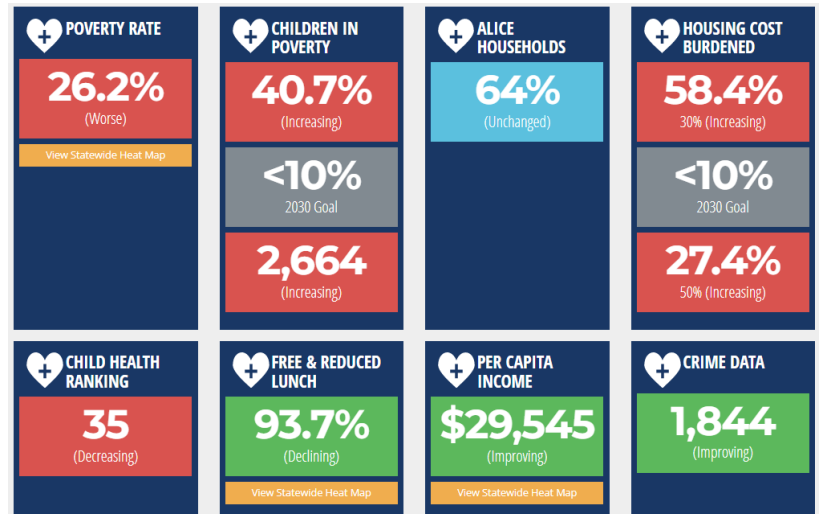 POVERTY RATE
26.2%
(Worse)
View Statewide Heat Map
CHILDREN IN
POVERTY
40.7%
(Increasing)
<10%
2030 Goal
2,664
(Increasing)
ALICE
HOUSEHOLDS
64%
(Unchanged)
HOUSING COST
BURDENED
58.4%
30% (Increasing)
<10%
2030 Goal
27.4%
50% (Increasing)
CHILD HEALTH
RANKING
35
(Decreasing)
FREE & REDUCED
LUNCH
93.7%
(Declining)
View Statewide Heat Map
PER CAPITA
INCOME
$29,545
(Improving)
View Statewide Heat Map
CRIME DATA
1,844
(Improving)